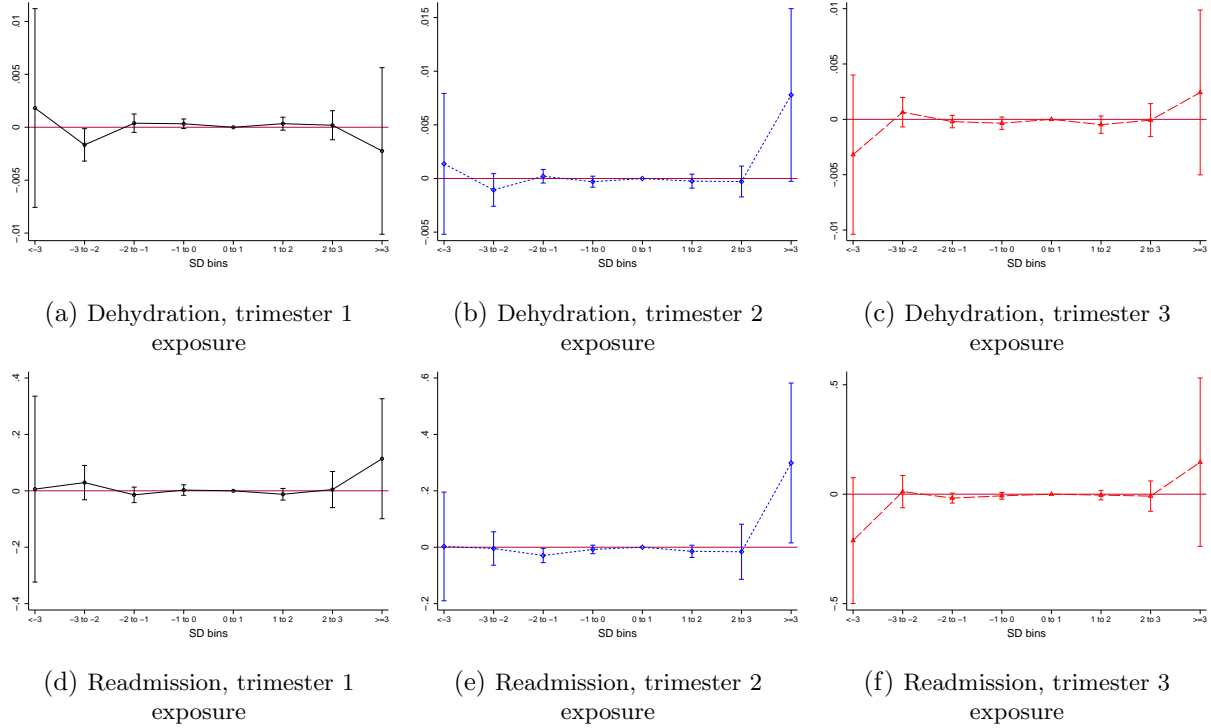 .01
.005
0
−.005
−.01
<−3
−3 to −2
−2 to −1
−1 to 0
0 to 1
1 to 2
2 to 3
>=3
SD bins
(a) Dehydration, trimester 1
exposure
.015
.01
.005
0
−.005
<−3
−3 to −2
−2 to −1
−1 to 0
0 to 1
1 to 2
2 to 3
>=3
SD bins
(b) Dehydration, trimester 2
exposure
.01
.005
0
−.005
−.01
<−3
−3 to −2
−2 to −1
−1 to 0
0 to 1
1 to 2
2 to 3
>=3
SD bins
(c) Dehydration, trimester 3
exposure
.4
.2
0
−.2
−.4
<−3
−3 to −2
−2 to −1
−1 to 0
0 to 1
1 to 2
2 to 3
>=3
SD bins
(d) Readmission, trimester 1
exposure
.6
.4
.2
0
−.2
<−3
−3 to −2
−2 to −1
−1 to 0
0 to 1
1 to 2
2 to 3
>=3
SD bins
(e) Readmission, trimester 2
exposure
.5
0
−.5
<−3
−3 to −2
−2 to −1
−1 to 0
0 to 1
1 to 2
2 to 3
>=3
SD bins
(f) Readmission, trimester 3
exposure